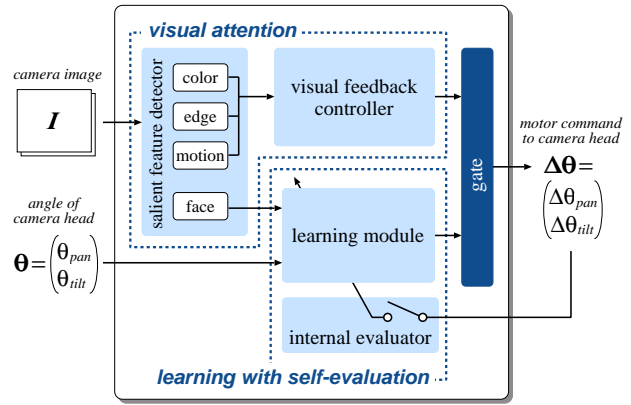 visual attention
camera image
I
salient feature detector
color
edge
motion
face
visual feedback
controller
gate
motor command
to camera head
Δθ=
(Δθpan
Δθtilt)
angle of
camera head
θ=(θpan
θtilt)
learning module
internal evaluator
learning with self-evaluation